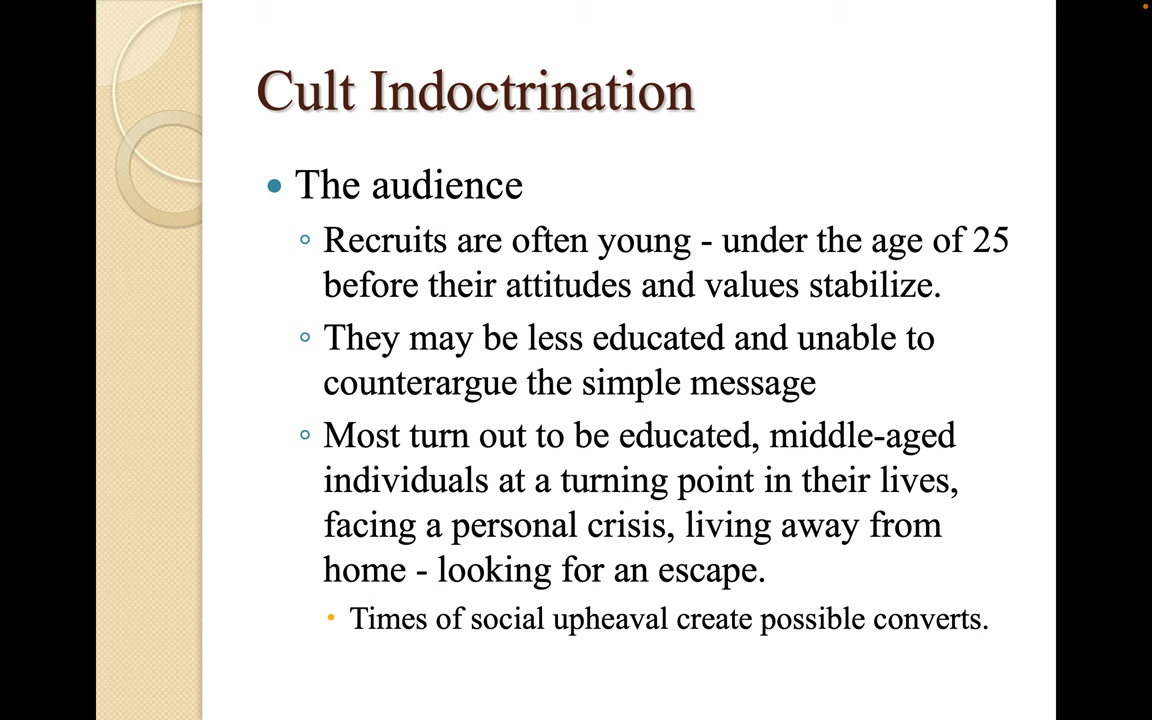 Cult Indoctrination
• The audience
◦ Recruits are often young - under the age of 25
before their attitudes and values stabilize.
◦ They may be less educated and unable to
counterargue the simple message
◦ Most turn out to be educated, middle-aged
individuals at a turning point in their lives,
facing a personal crisis, living away from
home - looking for an escape.
• Times of social upheaval create possible converts.